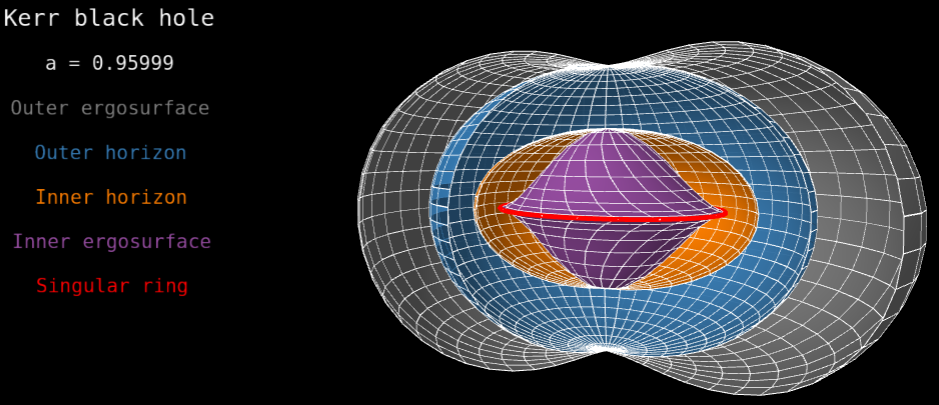 Kerr black hole
a = 0.95999
Outer ergosurface
Outer horizon
Inner horizon
Inner ergosurface
Singular ring